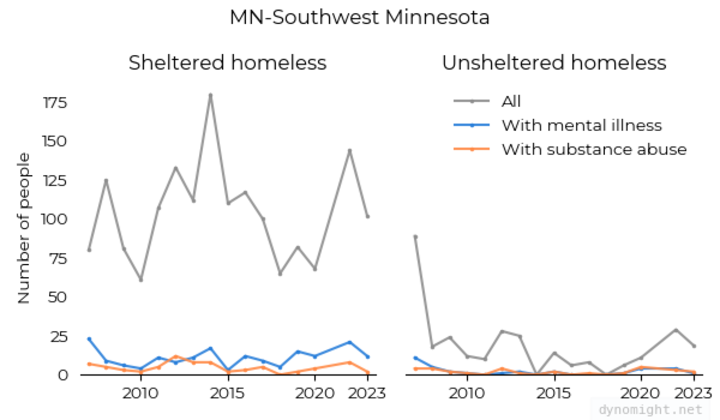 MN-Southwest Minnesota
Sheltered homeless
Unsheltered homeless
Number of people
175
150
125
100
75
50
25
0
2010
2015
2020
2023
All
With mental illness
With substance abuse
2010
2015
2020
2023
dynomight.net